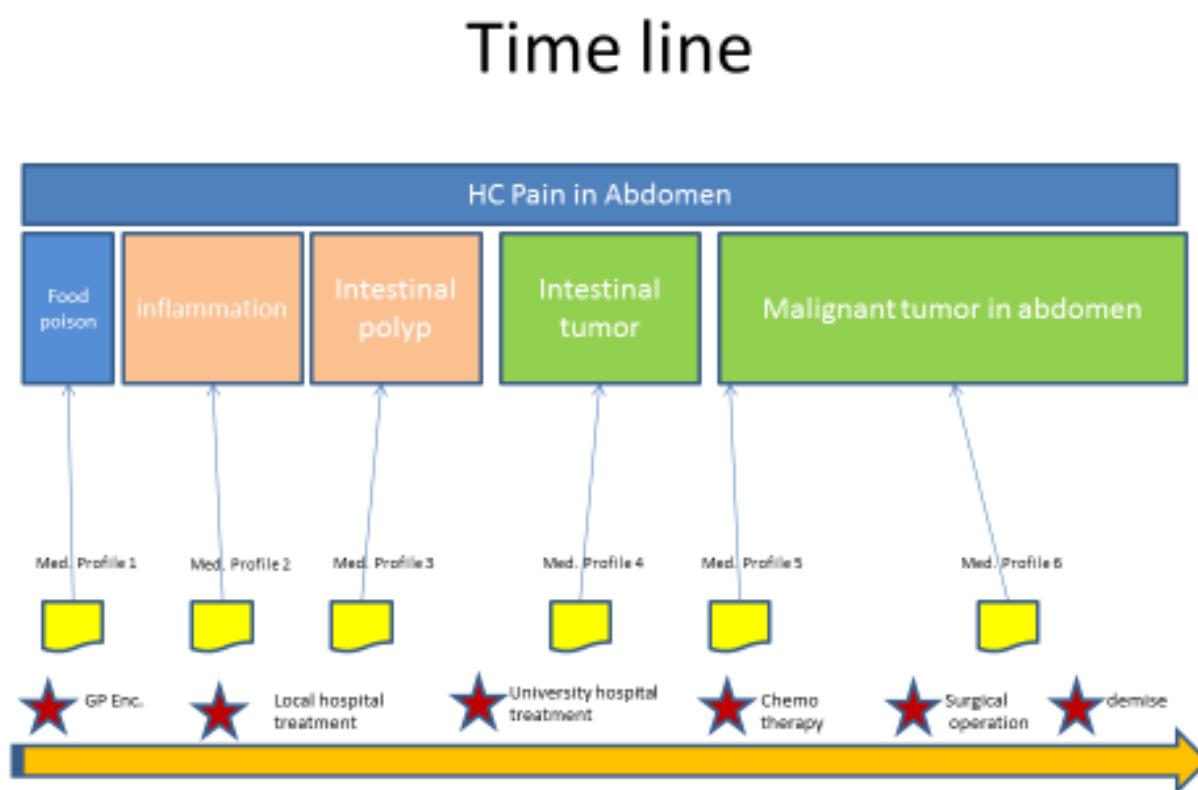 Time line
HC Pain in Abdomen
Food
poison
inflammation
Intestinal
polyp
Intestinal
tumor
Malignant tumor in abdomen
Med. Profile 1
Med. Profile 2
Med. Profile 3
Med. Profile 4
Med. Profile 5
Med. Profile 6
GP Enc.
Local hospital
treatment
University hospital
treatment
Chemo
therapy
Surgical
operation
demise